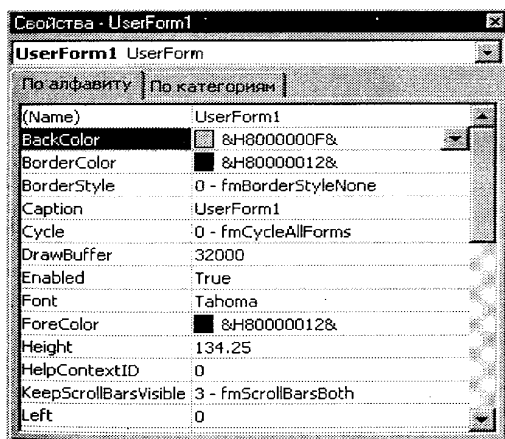 Свойства - UserForm1
UserForm1 UserForm
По алфавиту По категориям
(Name) UserForm1
BackColor &H8000000F&
BorderColor &H80000012&
BorderStyle 0 - fmBorderStyleNone
Caption UserForm1
Cycle 0 - fmCycleAllForms
DrawBuffer 32000
Enabled True
Font Tahoma
ForeColor &H80000012&
Height 134.25
HelpContextID 0
KeepScrollBarsVisible 3 - fmScrollBarsBoth
Left 0